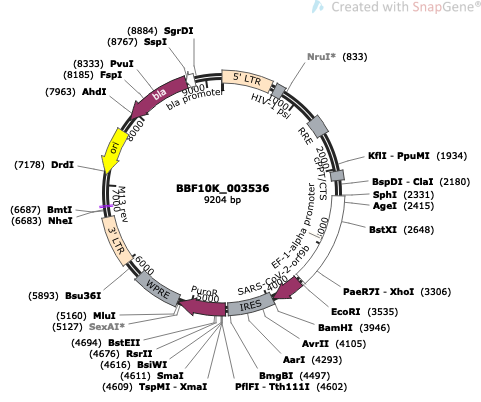 Created with SnapGene®
(8884) SgrDI
(8767) SspI
(8333) PvuI
(8185) FspI
(7963) AhdI
(7178) DrdI
(6687) BmtI
(6683) NheI
(5893) Bsu36I
(5160) MluI
(5127) SexAI*
(4694) BstEII
(4676) RsrII
(4616) BsiWI
(4611) SmaI
(4609) TspMI - XmaI
NruI* (833)
KflI - PpuMI (1934)
BspDI - ClaI (2180)
SphI (2331)
AgeI (2415)
BstXI (2648)
PaeR7I - XhoI (3306)
EcoRI (3535)
BamHI (3946)
AvrII (4105)
AarI (4293)
BmgBI (4497)
PflFI - Tth111I (4602)
BBF10K_003536
9204 bp
5' LTR
HIV-1 psi
1000
RRE
2000
cPPT/CTS
EF-1-alpha promoter
SARS-CoV-2-orf9b
4000
IRES
PuroR
5000
WPRE
6000
3' LTR
M13 rev
7000
ori
8000
bla
bla promoter
9000